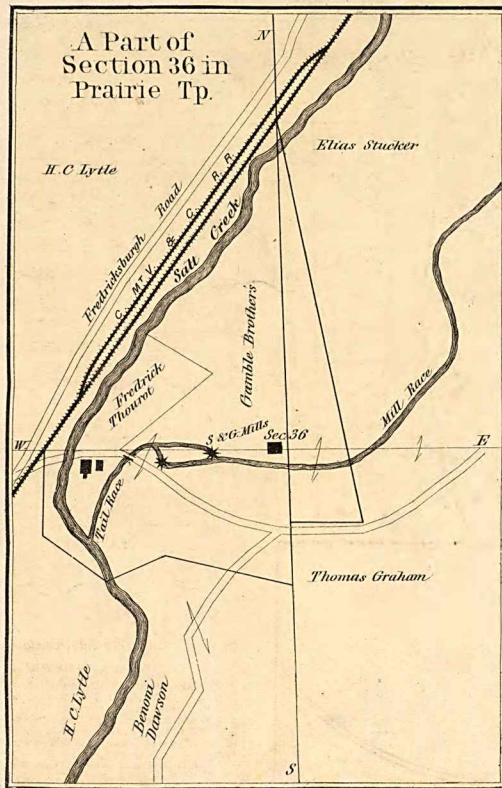 A Part of
Section 36 in
Prairie Tp.
N
Elias Stucker
H.C Lytle
Fredricksburgh Road
C. Mt. V. & C. R. R.
Salt Creek
Gamble Brothers
Fredrick
Thourot
Mill Race
S & G. Mills
Sec 36
W
E
Tail Race
Thomas Graham
H. C. Lytle
Benoni
Dawson
S